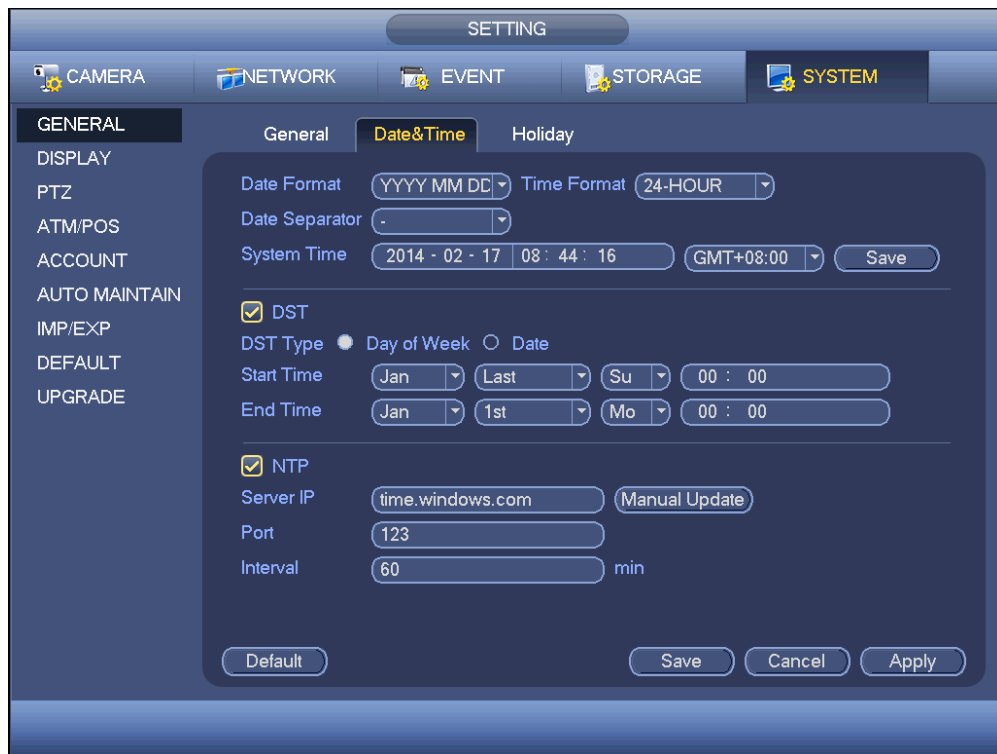 SETTING
CAMERA NETWORK EVENT STORAGE SYSTEM
GENERAL
DISPLAY
PTZ
ATM/POS
ACCOUNT
AUTO MAINTAIN
IMP/EXP
DEFAULT
UPGRADE
General Date&Time Holiday
Date Format YYYY MM DD Time Format 24-HOUR
Date Separator -
System Time 2014 - 02 - 17 08 : 44 : 16 GMT+08:00 Save
DST
DST Type Day of Week Date
Start Time Jan Last Su 00 : 00
End Time Jan 1st Mo 00 : 00
NTP
Server IP time.windows.com Manual Update
Port 123
Interval 60 min
Default Save Cancel Apply